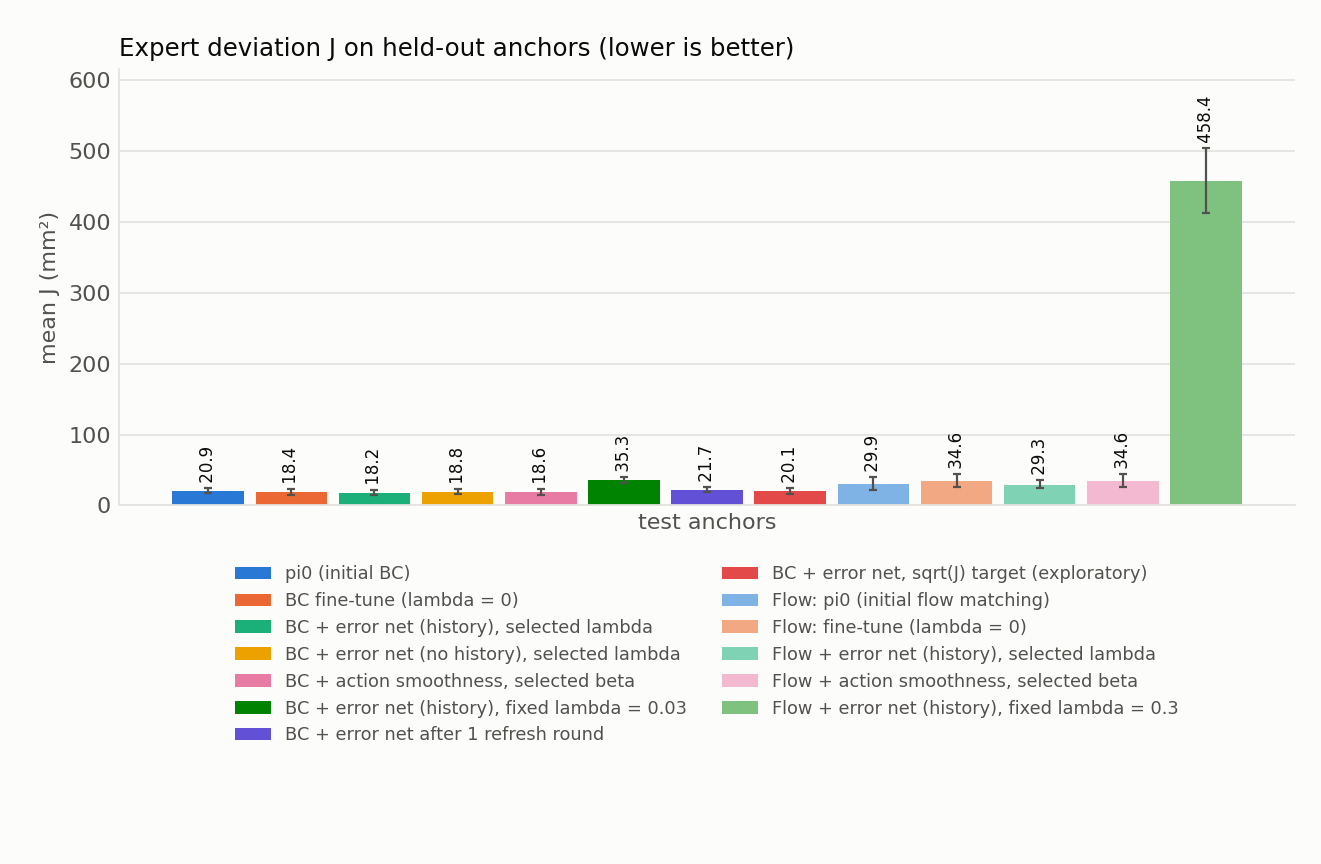 Expert deviation J on held-out anchors (lower is better)
mean J (mm²)
600
500
400
300
200
100
0
20.9
18.4
18.2
18.8
18.6
35.3
21.7
20.1
29.9
34.6
29.3
34.6
458.4
test anchors
pi0 (initial BC)
BC fine-tune (lambda = 0)
BC + error net (history), selected lambda
BC + error net (no history), selected lambda
BC + action smoothness, selected beta
BC + error net (history), fixed lambda = 0.03
BC + error net after 1 refresh round
BC + error net, sqrt(J) target (exploratory)
Flow: pi0 (initial flow matching)
Flow: fine-tune (lambda = 0)
Flow + error net (history), selected lambda
Flow + action smoothness, selected beta
Flow + error net (history), fixed lambda = 0.3